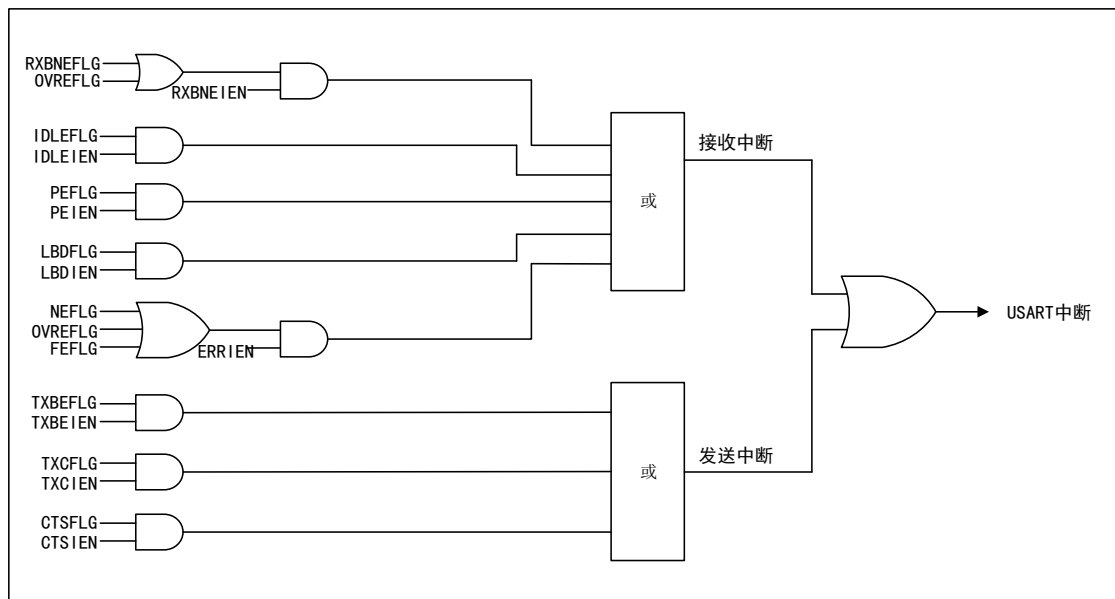 RXBNEFLG
OVREFLG
RXBNEIEN
IDLEFLG
IDLEIEN
PEFLG
PEIEN
LBDFLG
LBDIEN
NEFLG
OVREFLG
FEFLG
ERRIEN
或
接收中断
USART中断
TXBEFLG
TXBEIEN
TXCFLG
TXCIEN
CTSFLG
CTSIEN
或
发送中断